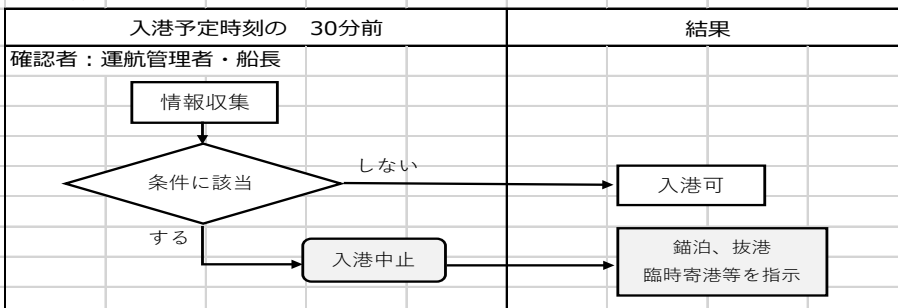 入港予定時刻の　30分前
結果
確認者：運航管理者・船長
情報収集
条件に該当
しない
入港可
する
入港中止
錨泊、抜港
臨時寄港等を指示